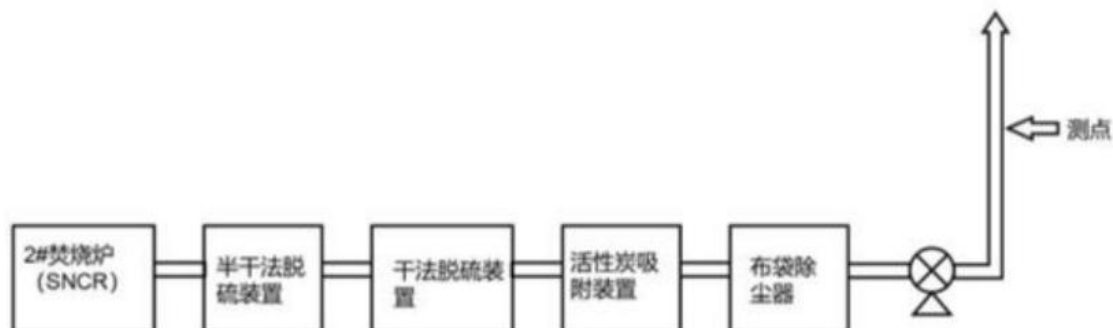 测点
2#焚烧炉
(SNCR)
半干法脱
硫装置
干法脱硫装
置
活性炭吸
附装置
布袋除
尘器